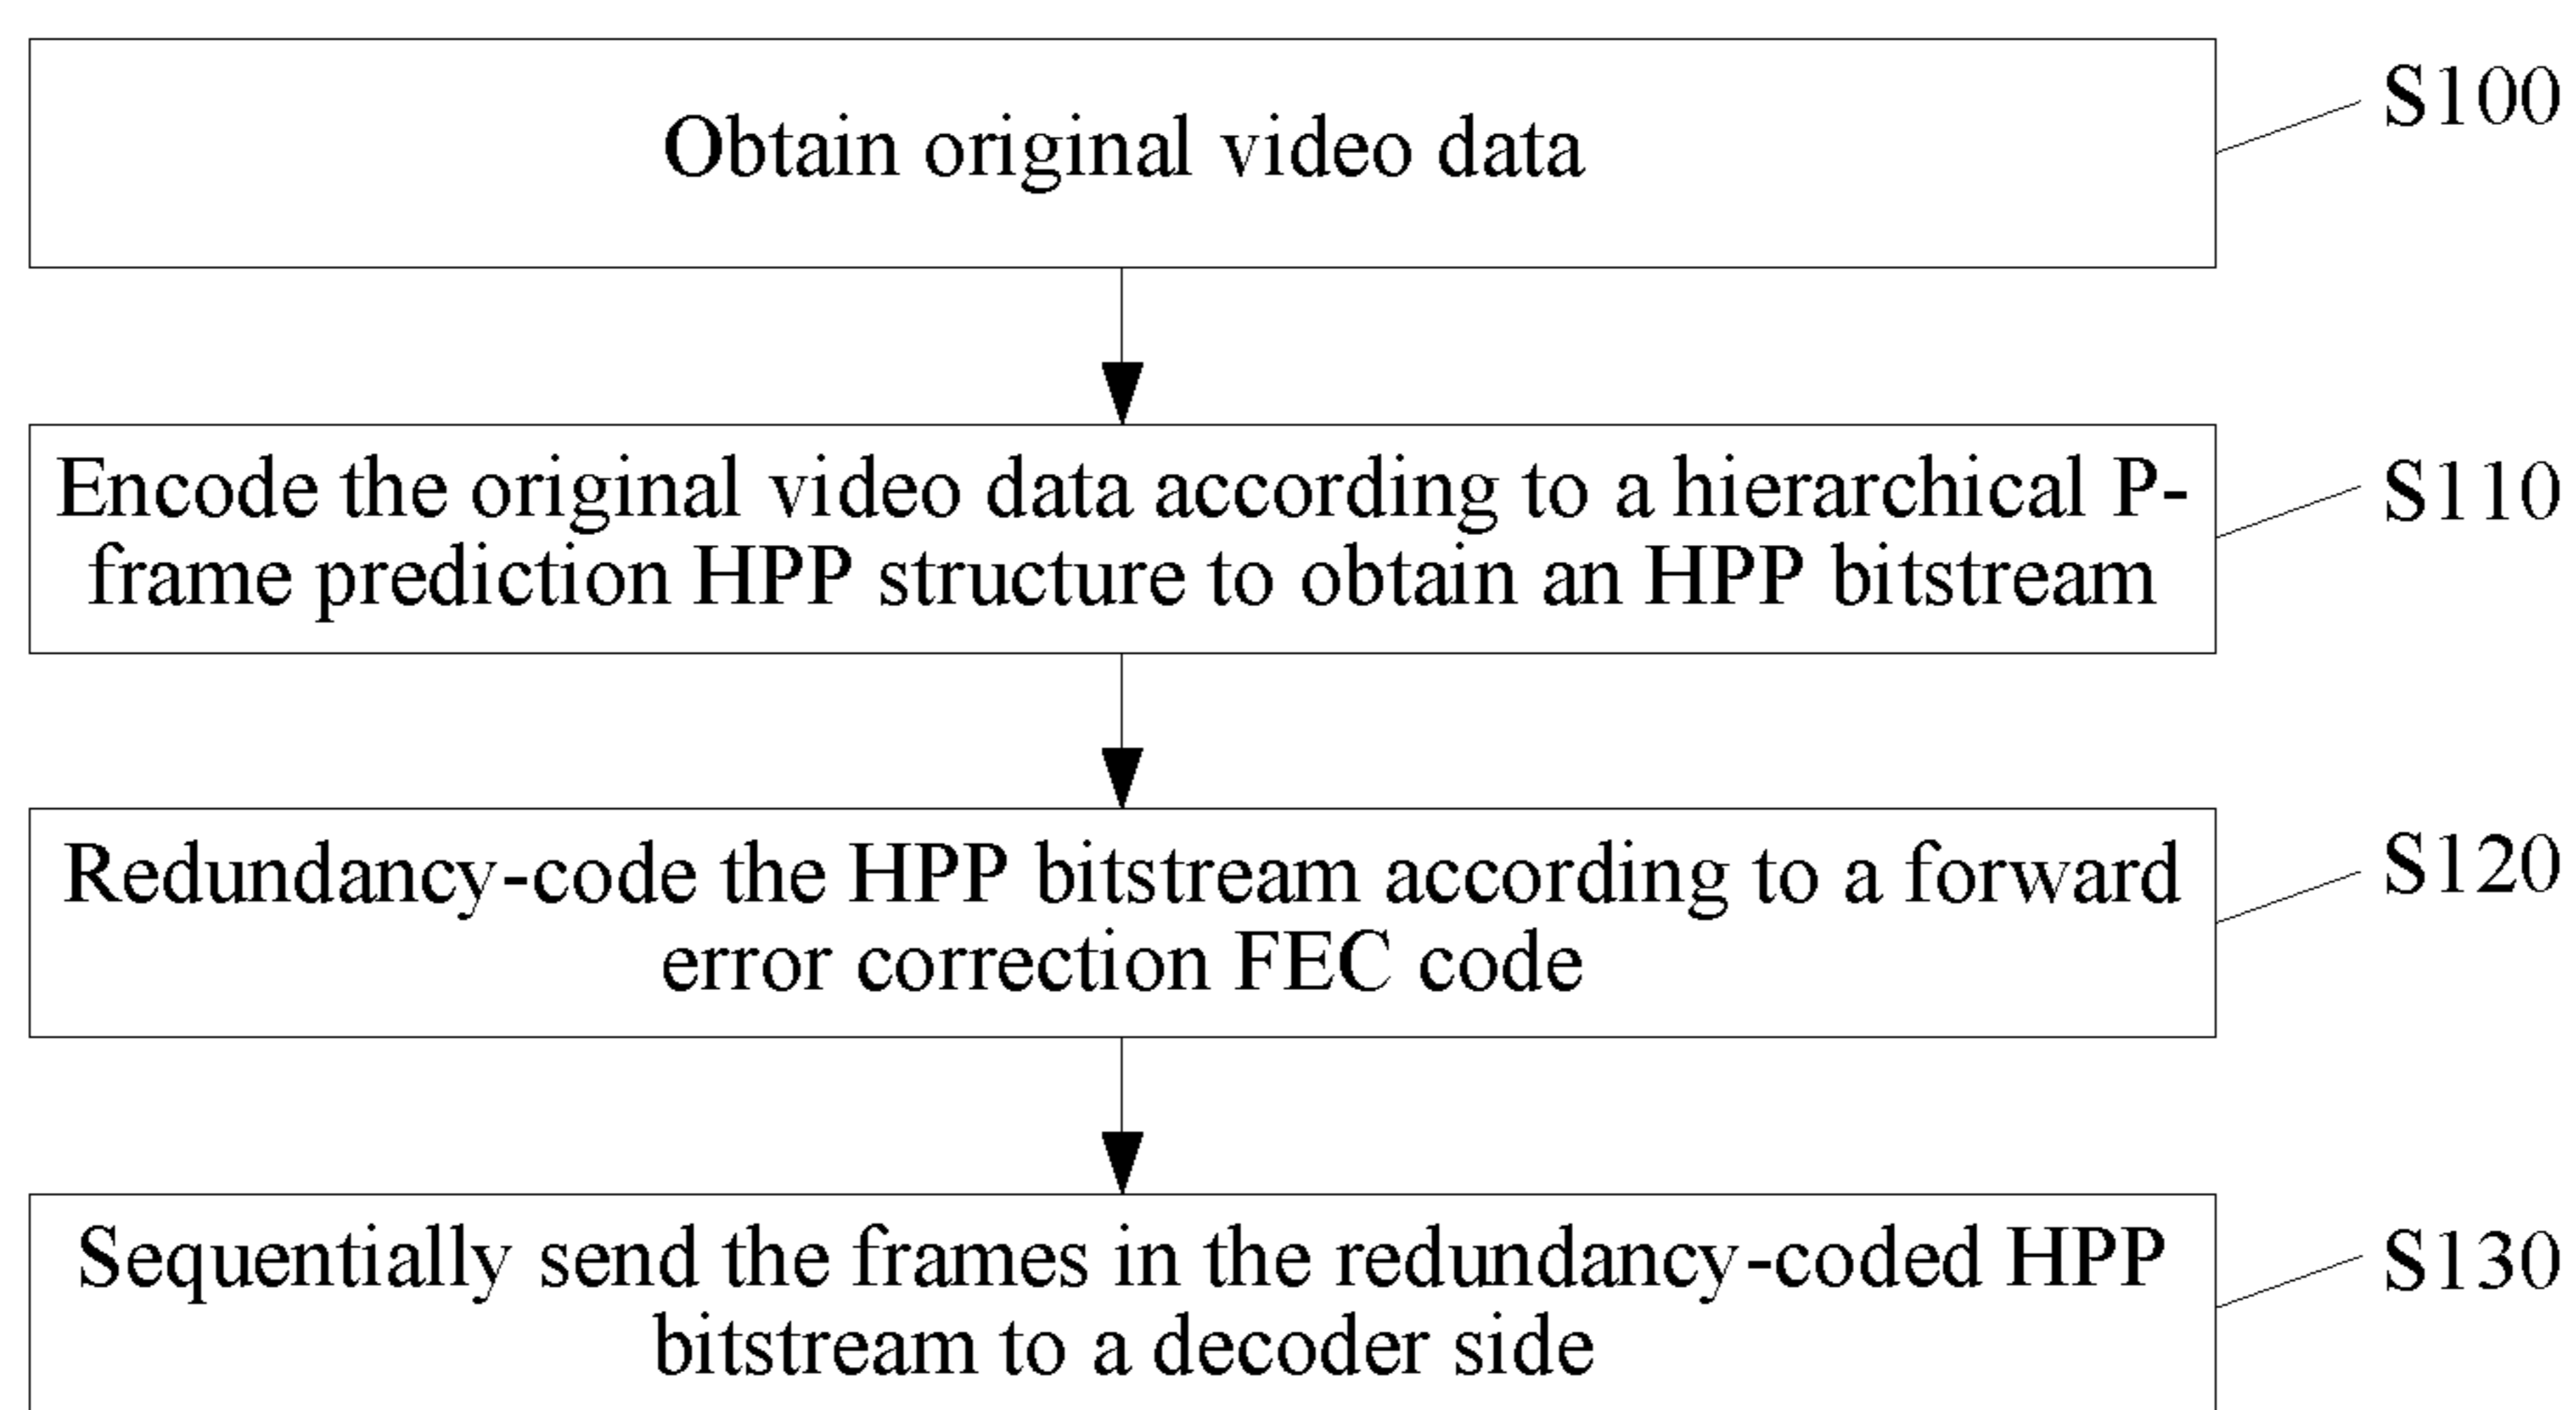 Obtain original video data
S100
Encode the original video data according to a hierarchical P-
frame prediction HPP structure to obtain an HPP bitstream
S110
Redundancy-code the HPP bitstream according to a forward
error correction FEC code
S120
Sequentially send the frames in the redundancy-coded HPP
bitstream to a decoder side
S130